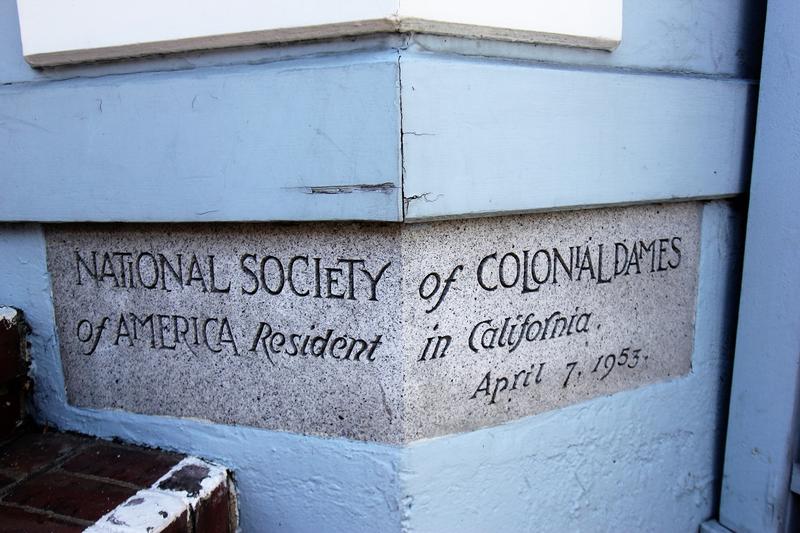 NATIONAL SOCIETY of COLONIAL DAMES
of AMERICA Resident in California.
April 7, 1953.